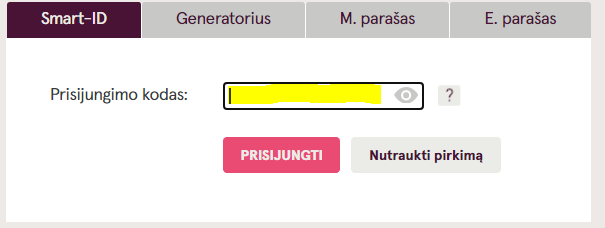 Smart-ID Generatorius M. parašas E. parašas
Prisijungimo kodas: ?
PRISIJUNGTI Nutraukti pirkimą